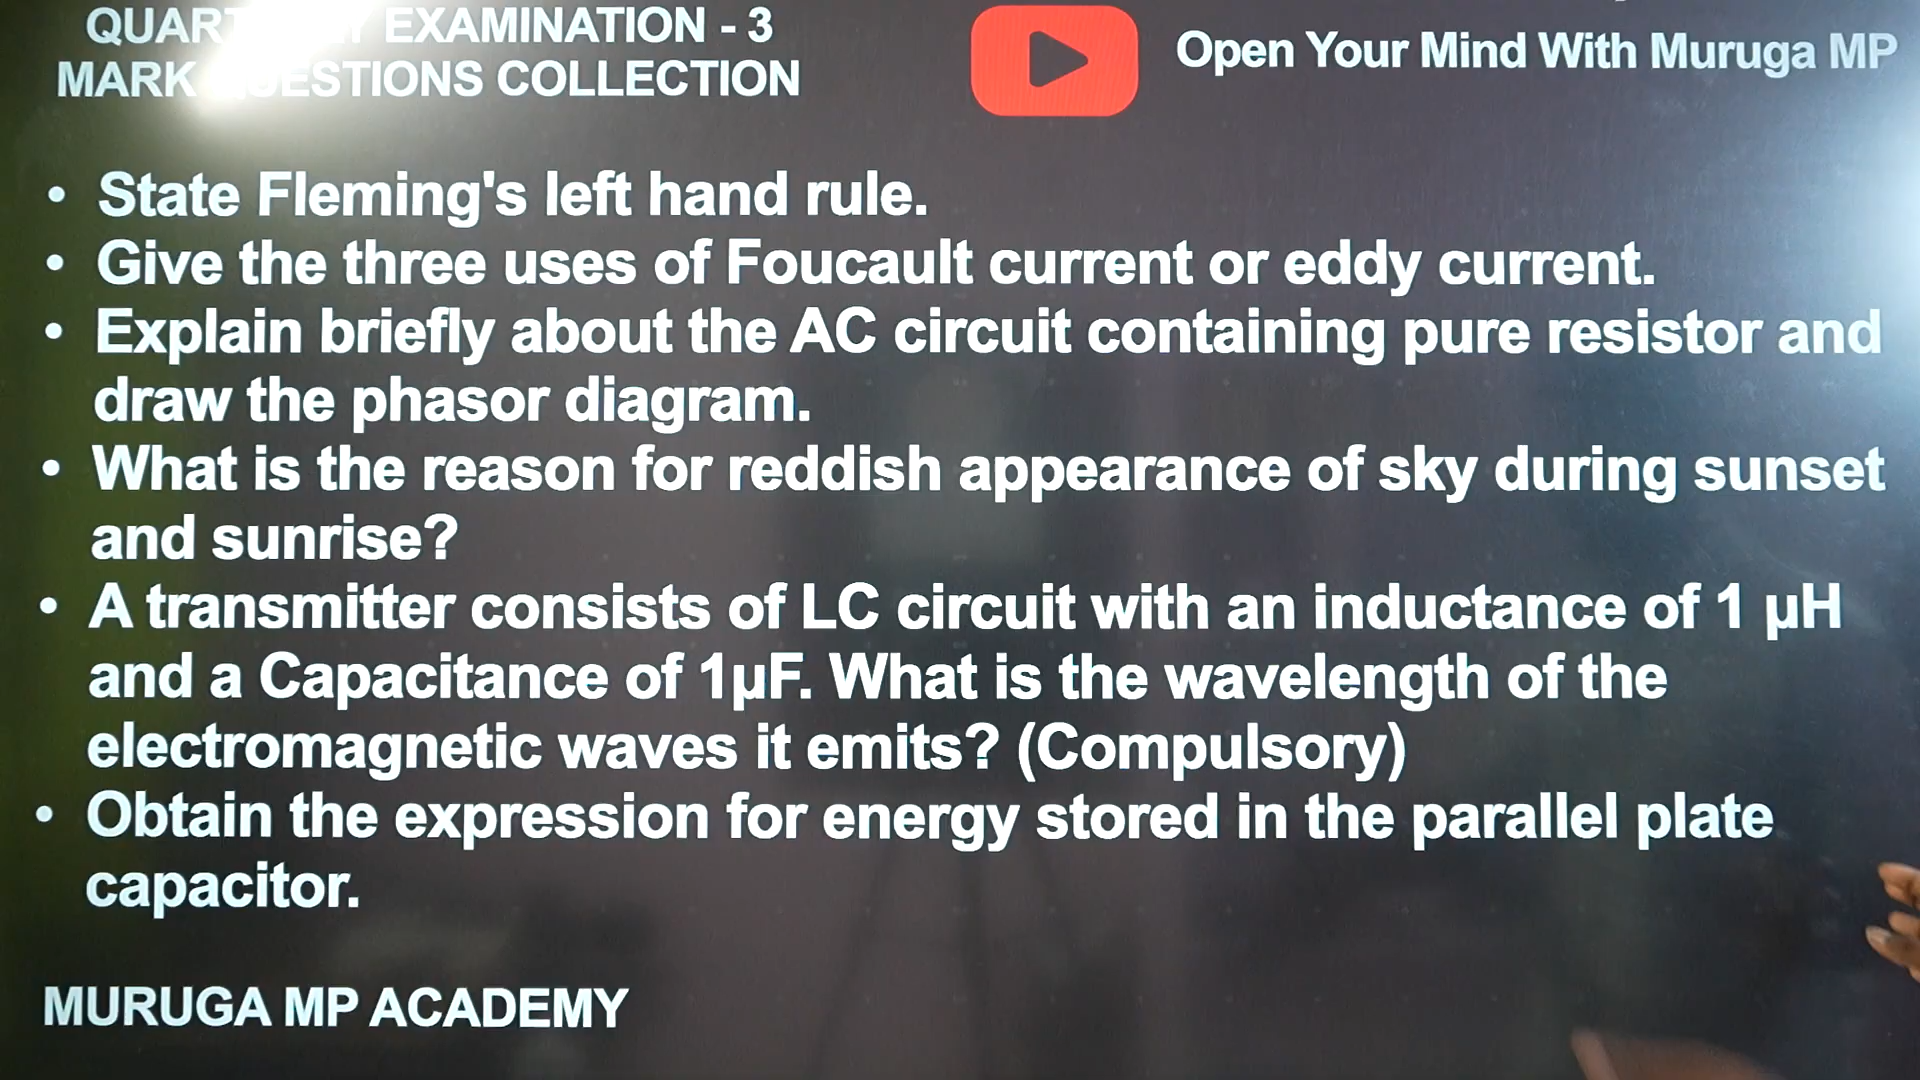 EXAMINATION - 3
MARK QUESTIONS COLLECTION
Open Your Mind With Muruga MP
• State Fleming's left hand rule.
• Give the three uses of Foucault current or eddy current.
• Explain briefly about the AC circuit containing pure resistor and
draw the phasor diagram.
• What is the reason for reddish appearance of sky during sunset
and sunrise?
• A transmitter consists of LC circuit with an inductance of 1 µH
and a Capacitance of 1µF. What is the wavelength of the
electromagnetic waves it emits? (Compulsory)
• Obtain the expression for energy stored in the parallel plate
capacitor.
MURUGA MP ACADEMY